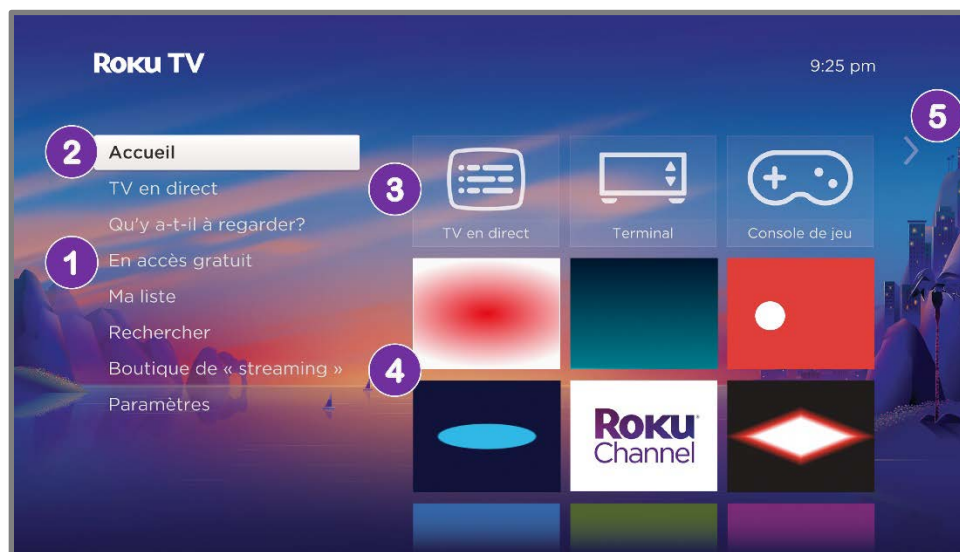 Roku TV
9:25 pm
5
2
Accueil
TV en direct
3
Qu'y a-t-il à regarder?
TV en direct
Terminal
Console de jeu
1
En accès gratuit
Ma liste
Rechercher
Boutique de « streaming »
4
Paramètres
Roku
Channel